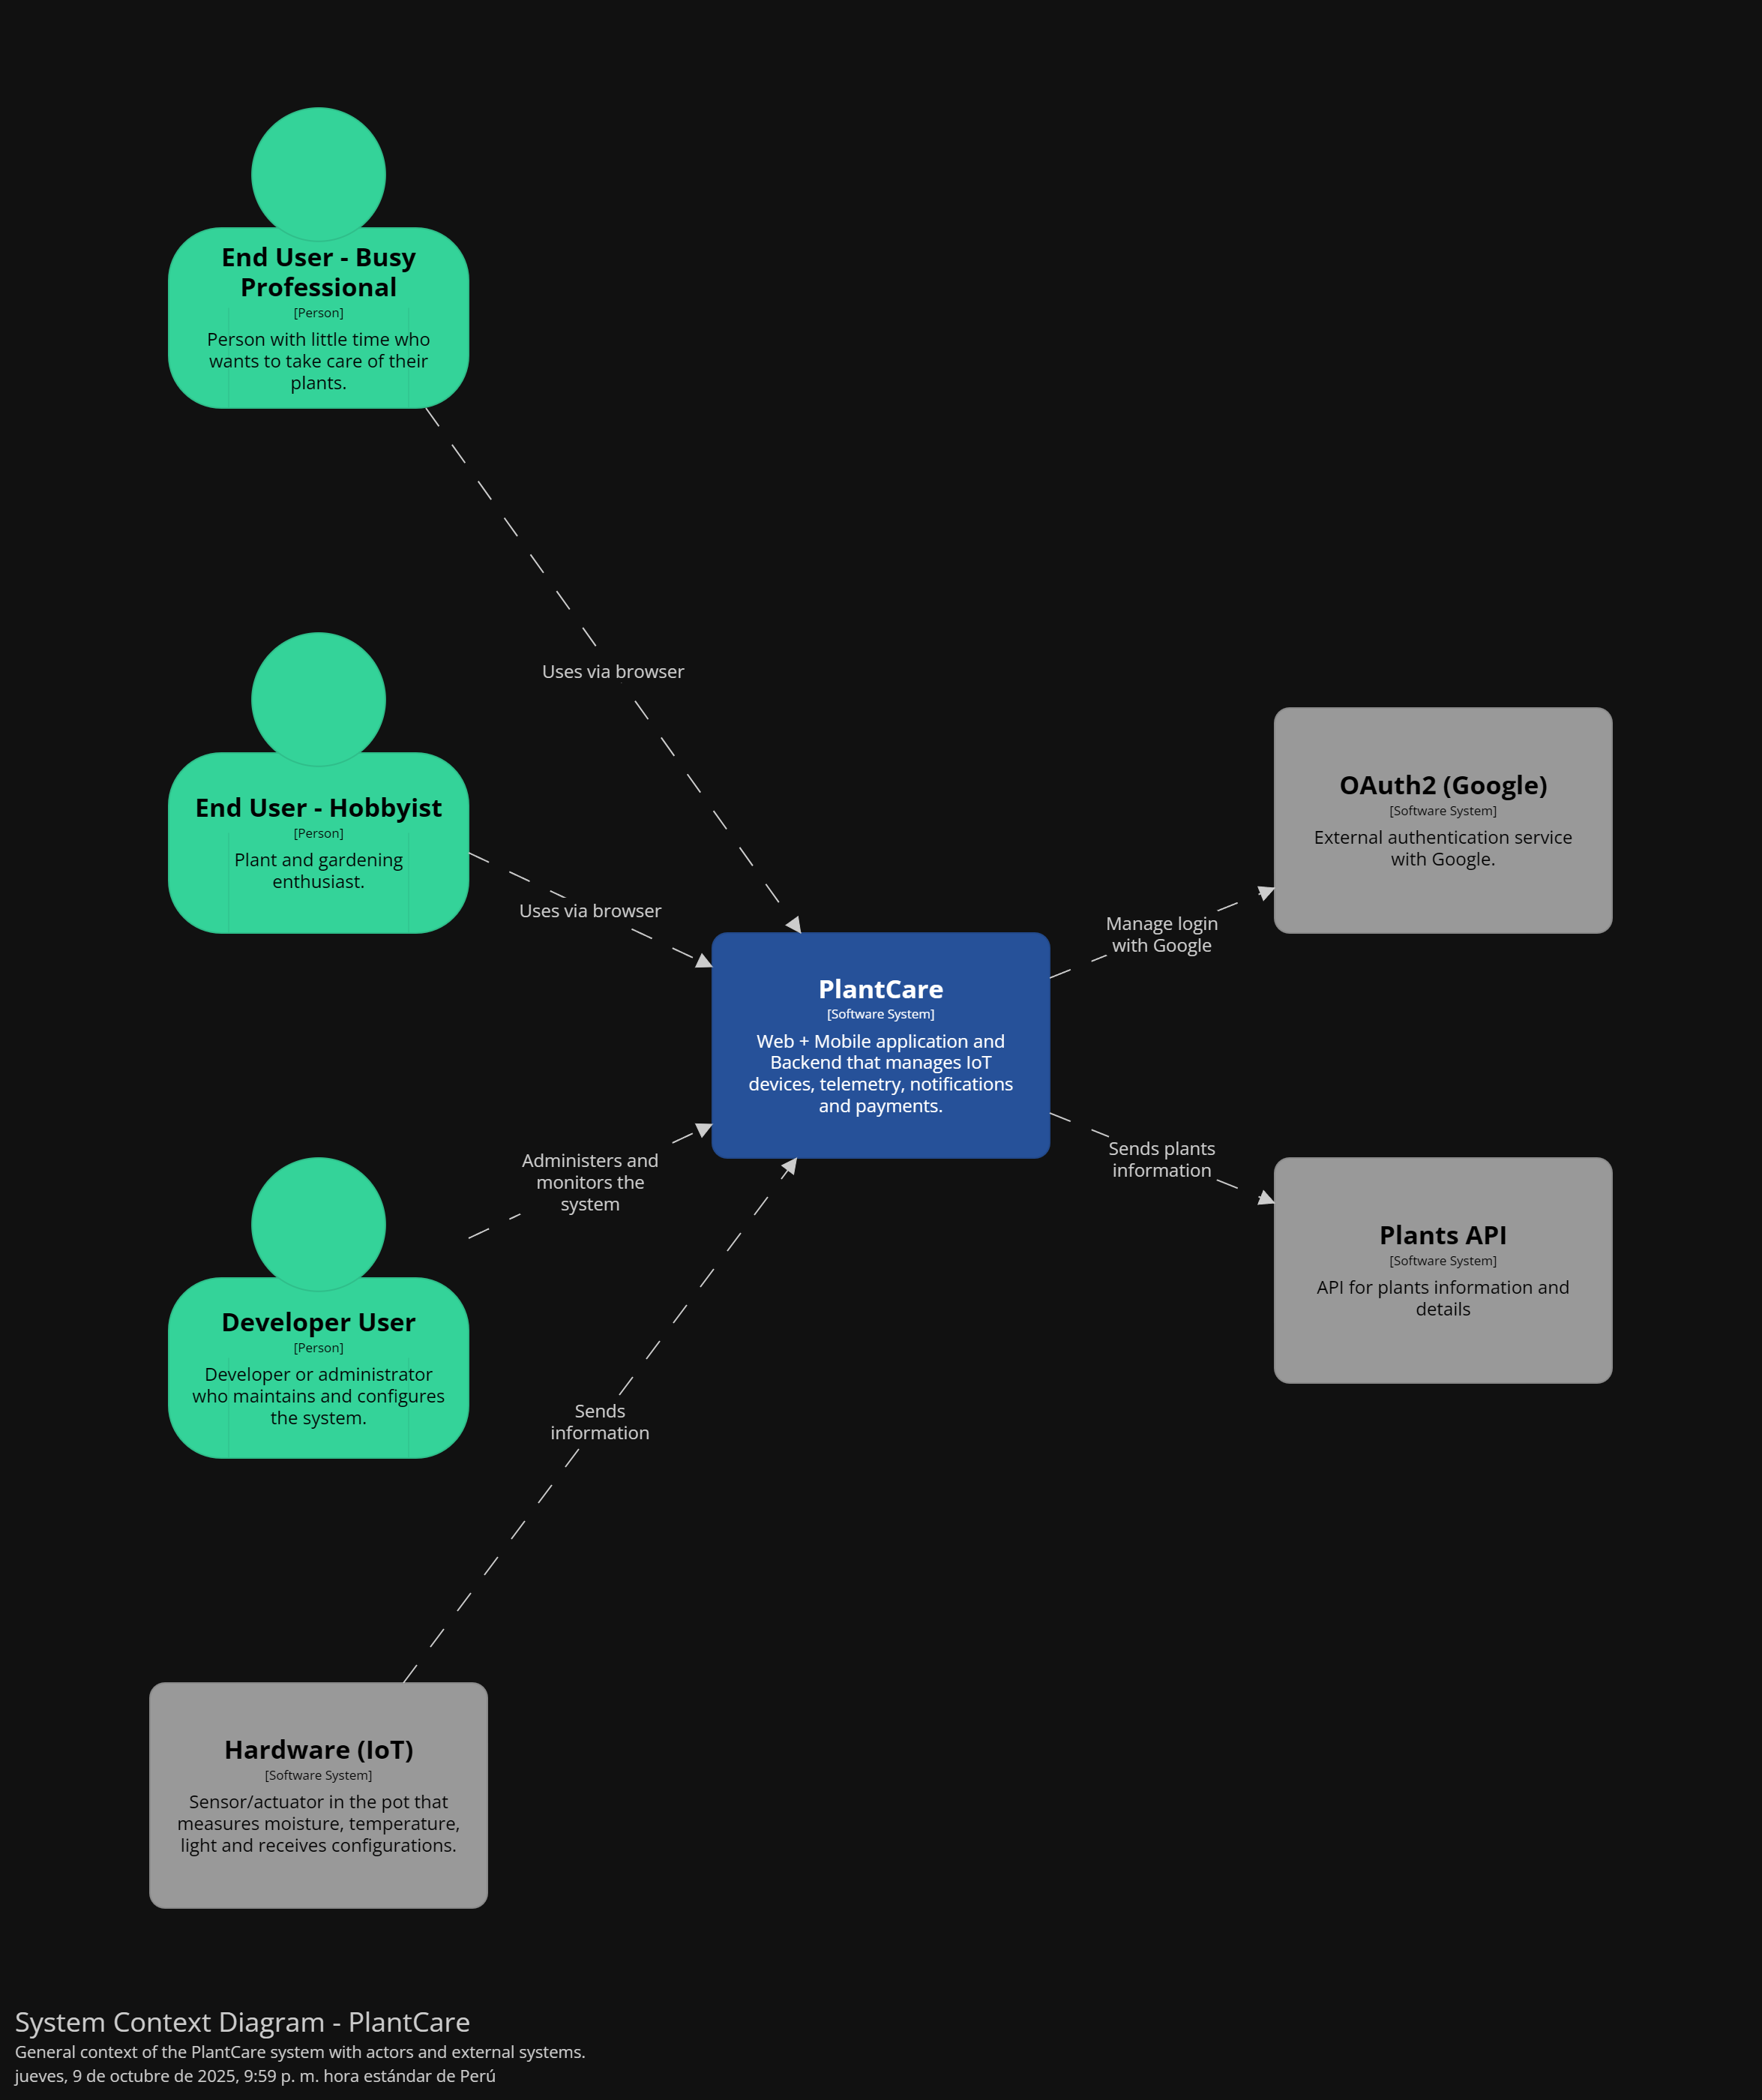 End User - Busy
Professional
[Person]
Person with little time who
wants to take care of their
plants.
Uses via browser
End User - Hobbyist
[Person]
Plant and gardening
enthusiast.
Uses via browser
OAuth2 (Google)
[Software System]
External authentication service
with Google.
Manage login
with Google
PlantCare
[Software System]
Web + Mobile application and
Backend that manages IoT
devices, telemetry, notifications
and payments.
Administers and
monitors the
system
Sends plants
information
Plants API
[Software System]
API for plants information and
details
Developer User
[Person]
Developer or administrator
who maintains and configures
the system.
Sends
information
Hardware (IoT)
[Software System]
Sensor/actuator in the pot that
measures moisture, temperature,
light and receives configurations.
System Context Diagram - PlantCare
General context of the PlantCare system with actors and external systems.
jueves, 9 de octubre de 2025, 9:59 p. m. hora estándar de Perú